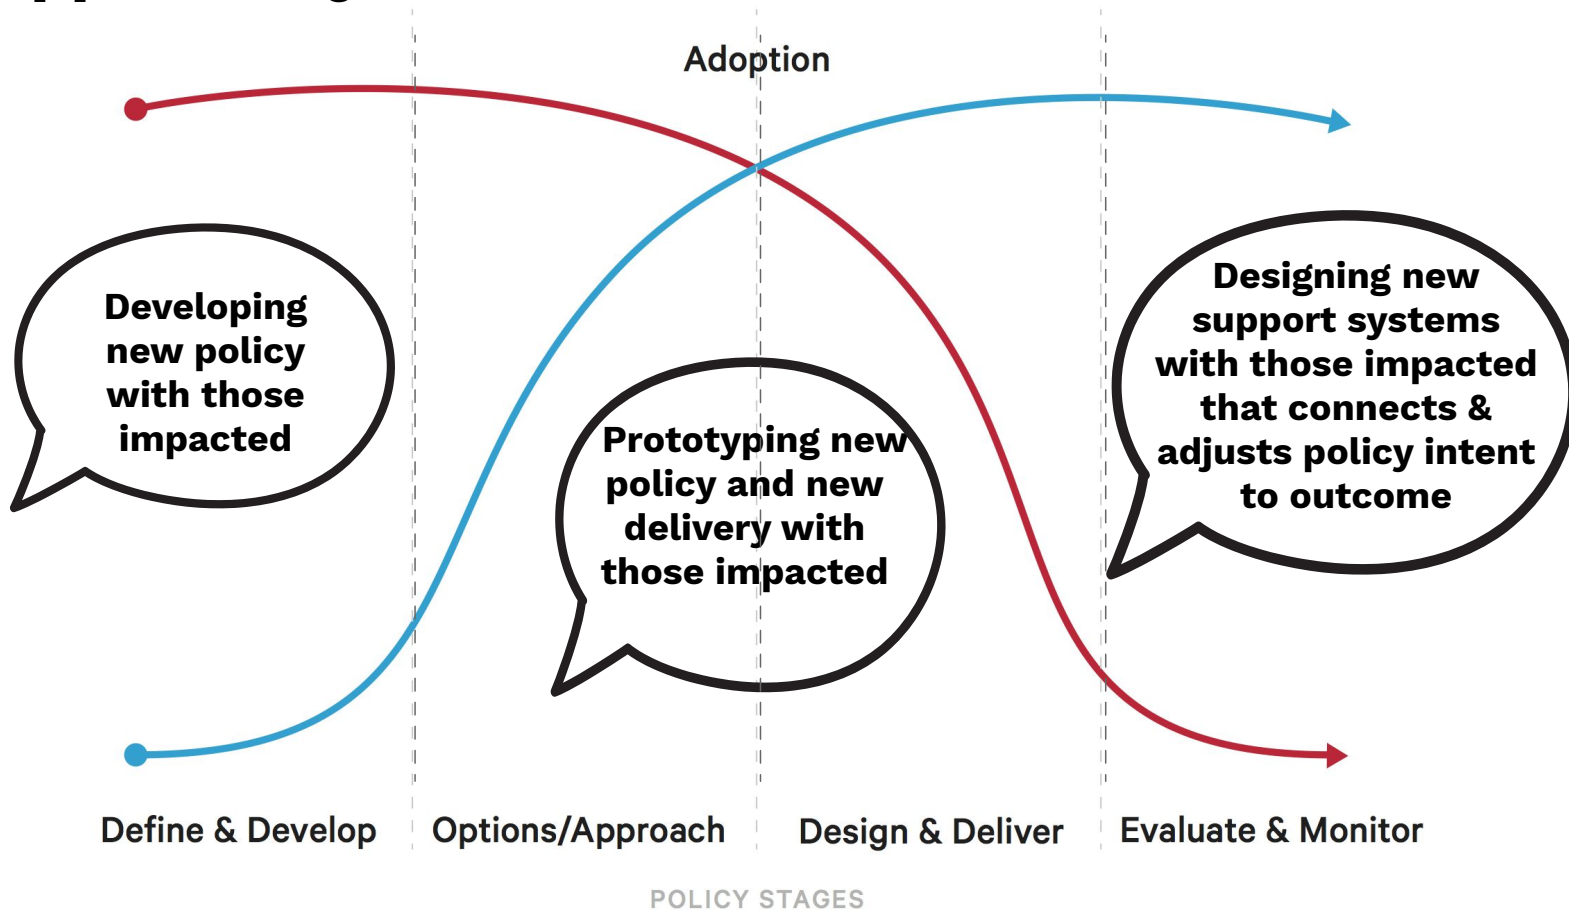 Adoption
Developing
new policy
with those
impacted
Prototyping new
policy and new
delivery with
those impacted
Designing new
support systems
with those impacted
that connects &
adjusts policy intent
to outcome
Define & Develop
Options/Approach
Design & Deliver
Evaluate & Monitor
POLICY STAGES